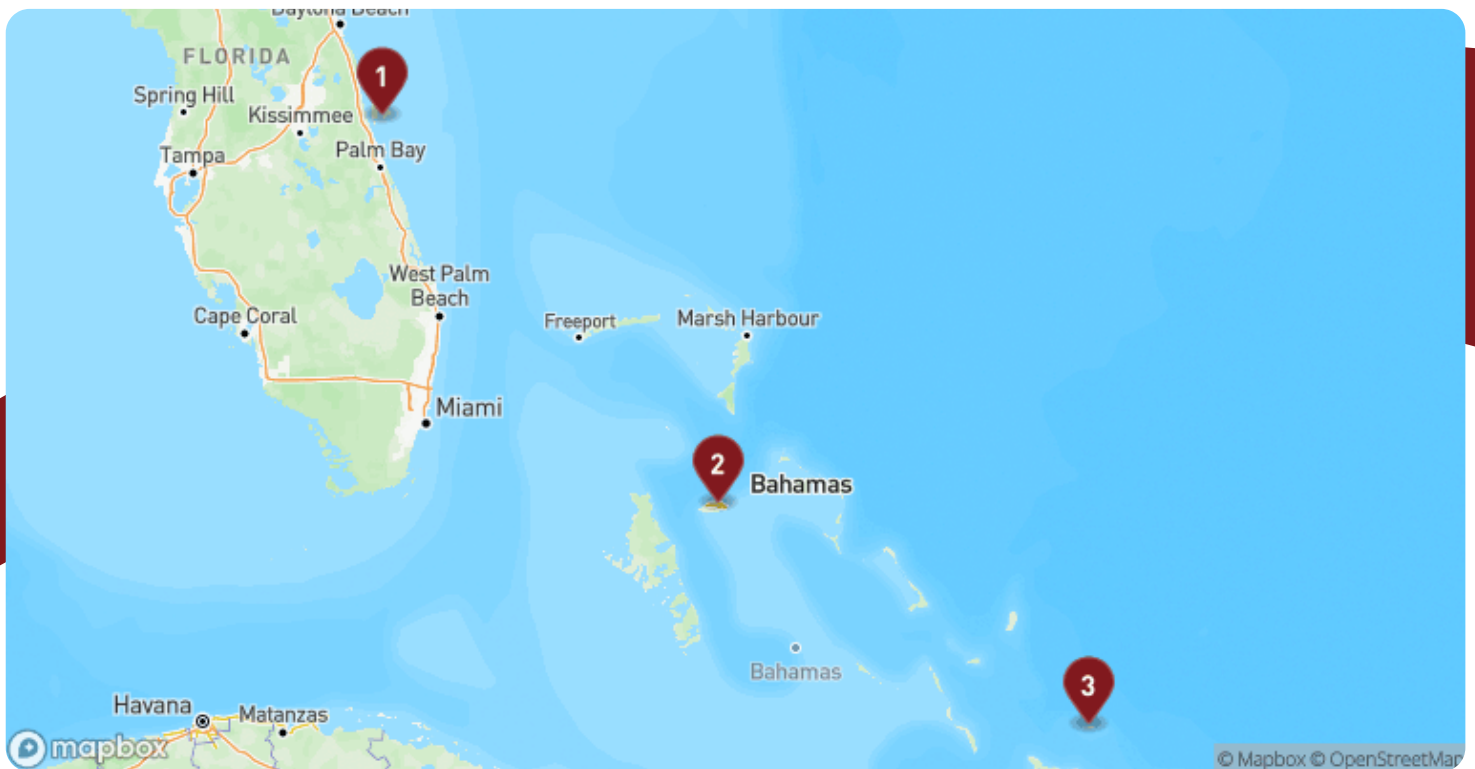 Daytona Beach
FLORIDA
1
Spring Hill
Kissimmee
Tampa
Palm Bay
West Palm
Beach
Cape Coral
Freeport
Marsh Harbour
Miami
2
Bahamas
Bahamas
3
Havana
Matanzas
mapbox
© Mapbox © OpenStreetMap